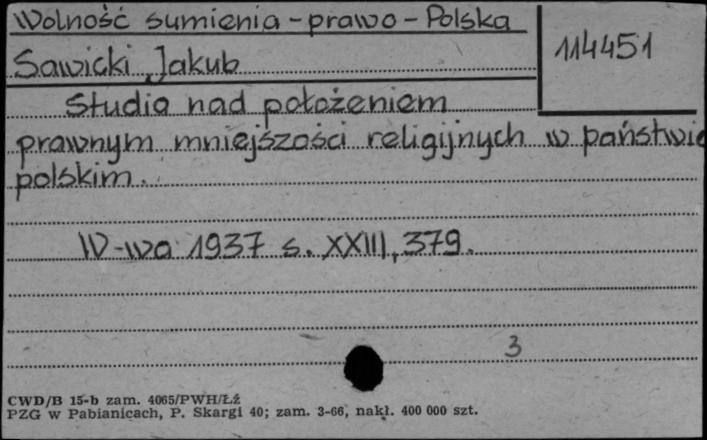 Wolność sumienia - prawo - Polska
114451
Sawicki Jakub
Studia nad położeniem
prawnym mniejszości religijnych w państwie
polskim.
W-wa 1937 s. XXIII, 379.
3
CWD/B 15-b zam. 4065/PWH/Łź
PZG w Pabianicach, P. Skargi 40; zam. 3-66, nakł. 400 000 szt.